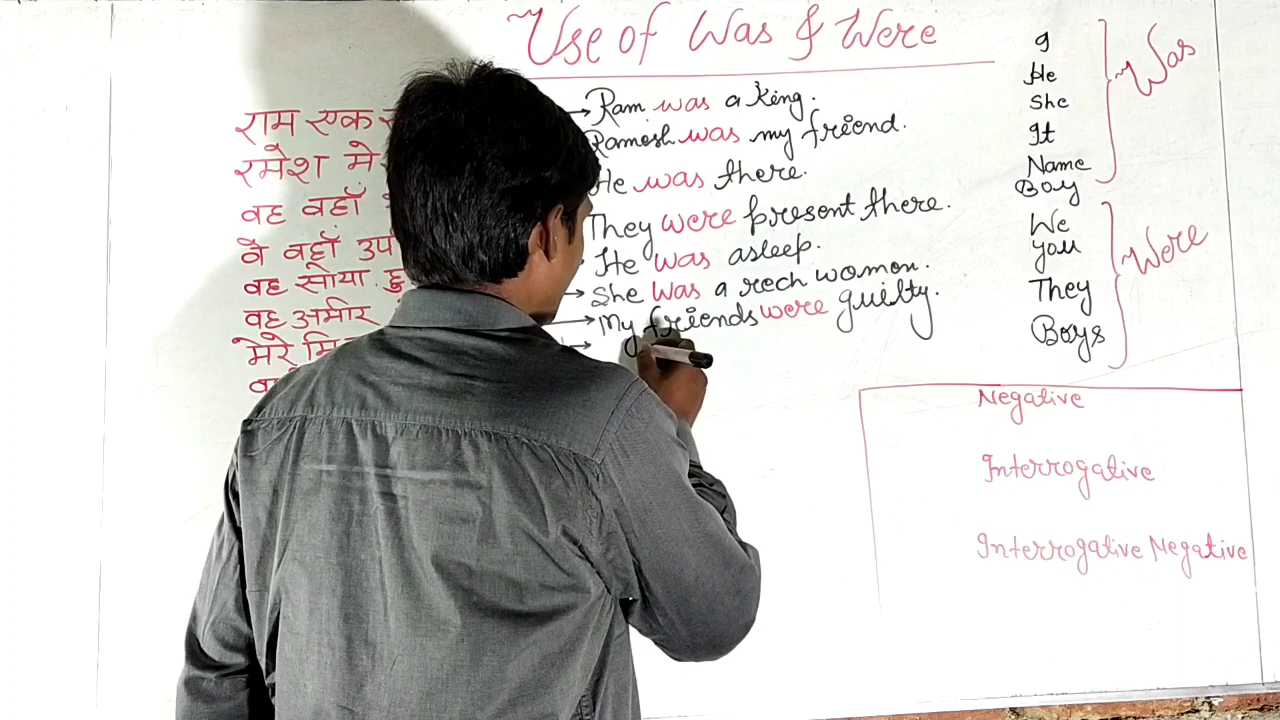 Use of Was & Were
राम एक
रमेश मेरा
वह वहाँ
वे वहाँ
वह सोया
वह अमीर
मेरे
Ram was a king.
Ramesh was my friend.
He was there.
They were present there.
He was asleep.
She was a rech women.
My friends were guilty.
I
He
She
It
Name
Boy
Was
We
you
They
Boys
Were
Negative
Interrogative
Interrogative Negative